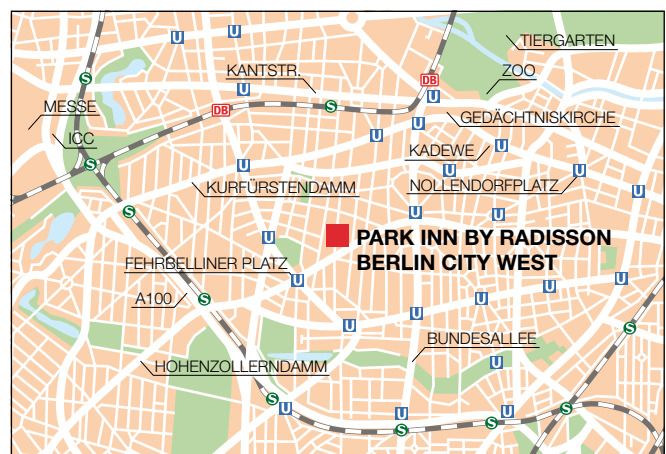 U
U
TIERGARTEN
KANTSTR.
ZOO
S
DB
U
U
MESSE
DB
S
GEDÄCHTNISKIRCHE
U
ICC
U
U
KADEWE
U
S
U
U
NOLLENDORFPLATZ
U
KURFÜRSTENDAMM
U
S
U
U
U
U
PARK INN BY RADISSON
BERLIN CITY WEST
FEHRBELLINER PLATZ
U
U
U
A100
S
U
U
U
S
BUNDESALLEE
HOHENZOLLERNDAMM
U
S
U
U
U
S
S
S